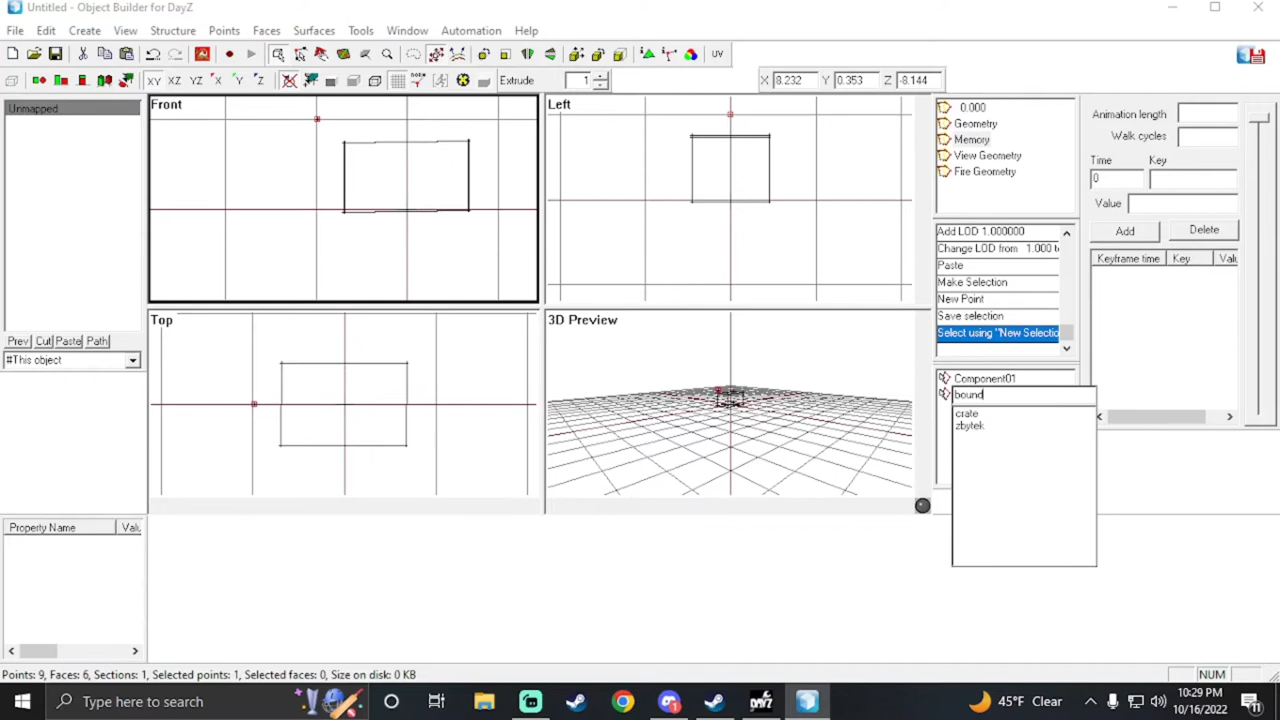 Untitled - Object Builder for DayZ
File Edit Create View Structure Points Faces Surfaces Tools Window Automation Help
UV
XY XZ YZ X Y Z Extrude 1 X 8.232 Y 0.353 Z -8.144
Unmapped
Prev Cut Paste Path
#This object
Property Name Valu
Front
Left
Top
3D Preview
0.000
Geometry
Memory
View Geometry
Fire Geometry
Add LOD 1.000000
Change LOD from 1.000 t
Paste
Make Selection
New Point
Save selection
Select using "New Selectio
Component01
bound
crate
zbytek
Animation length
Walk cycles
Time Key
0
Value
Add Delete
Keyframe time Key Valu
Points: 9, Faces: 6, Sections: 1, Selected points: 1, Selected faces: 0, Size on disk: 0 KB
NUM
Type here to search
DAYZ
45°F Clear
10:29 PM
10/16/2022
11